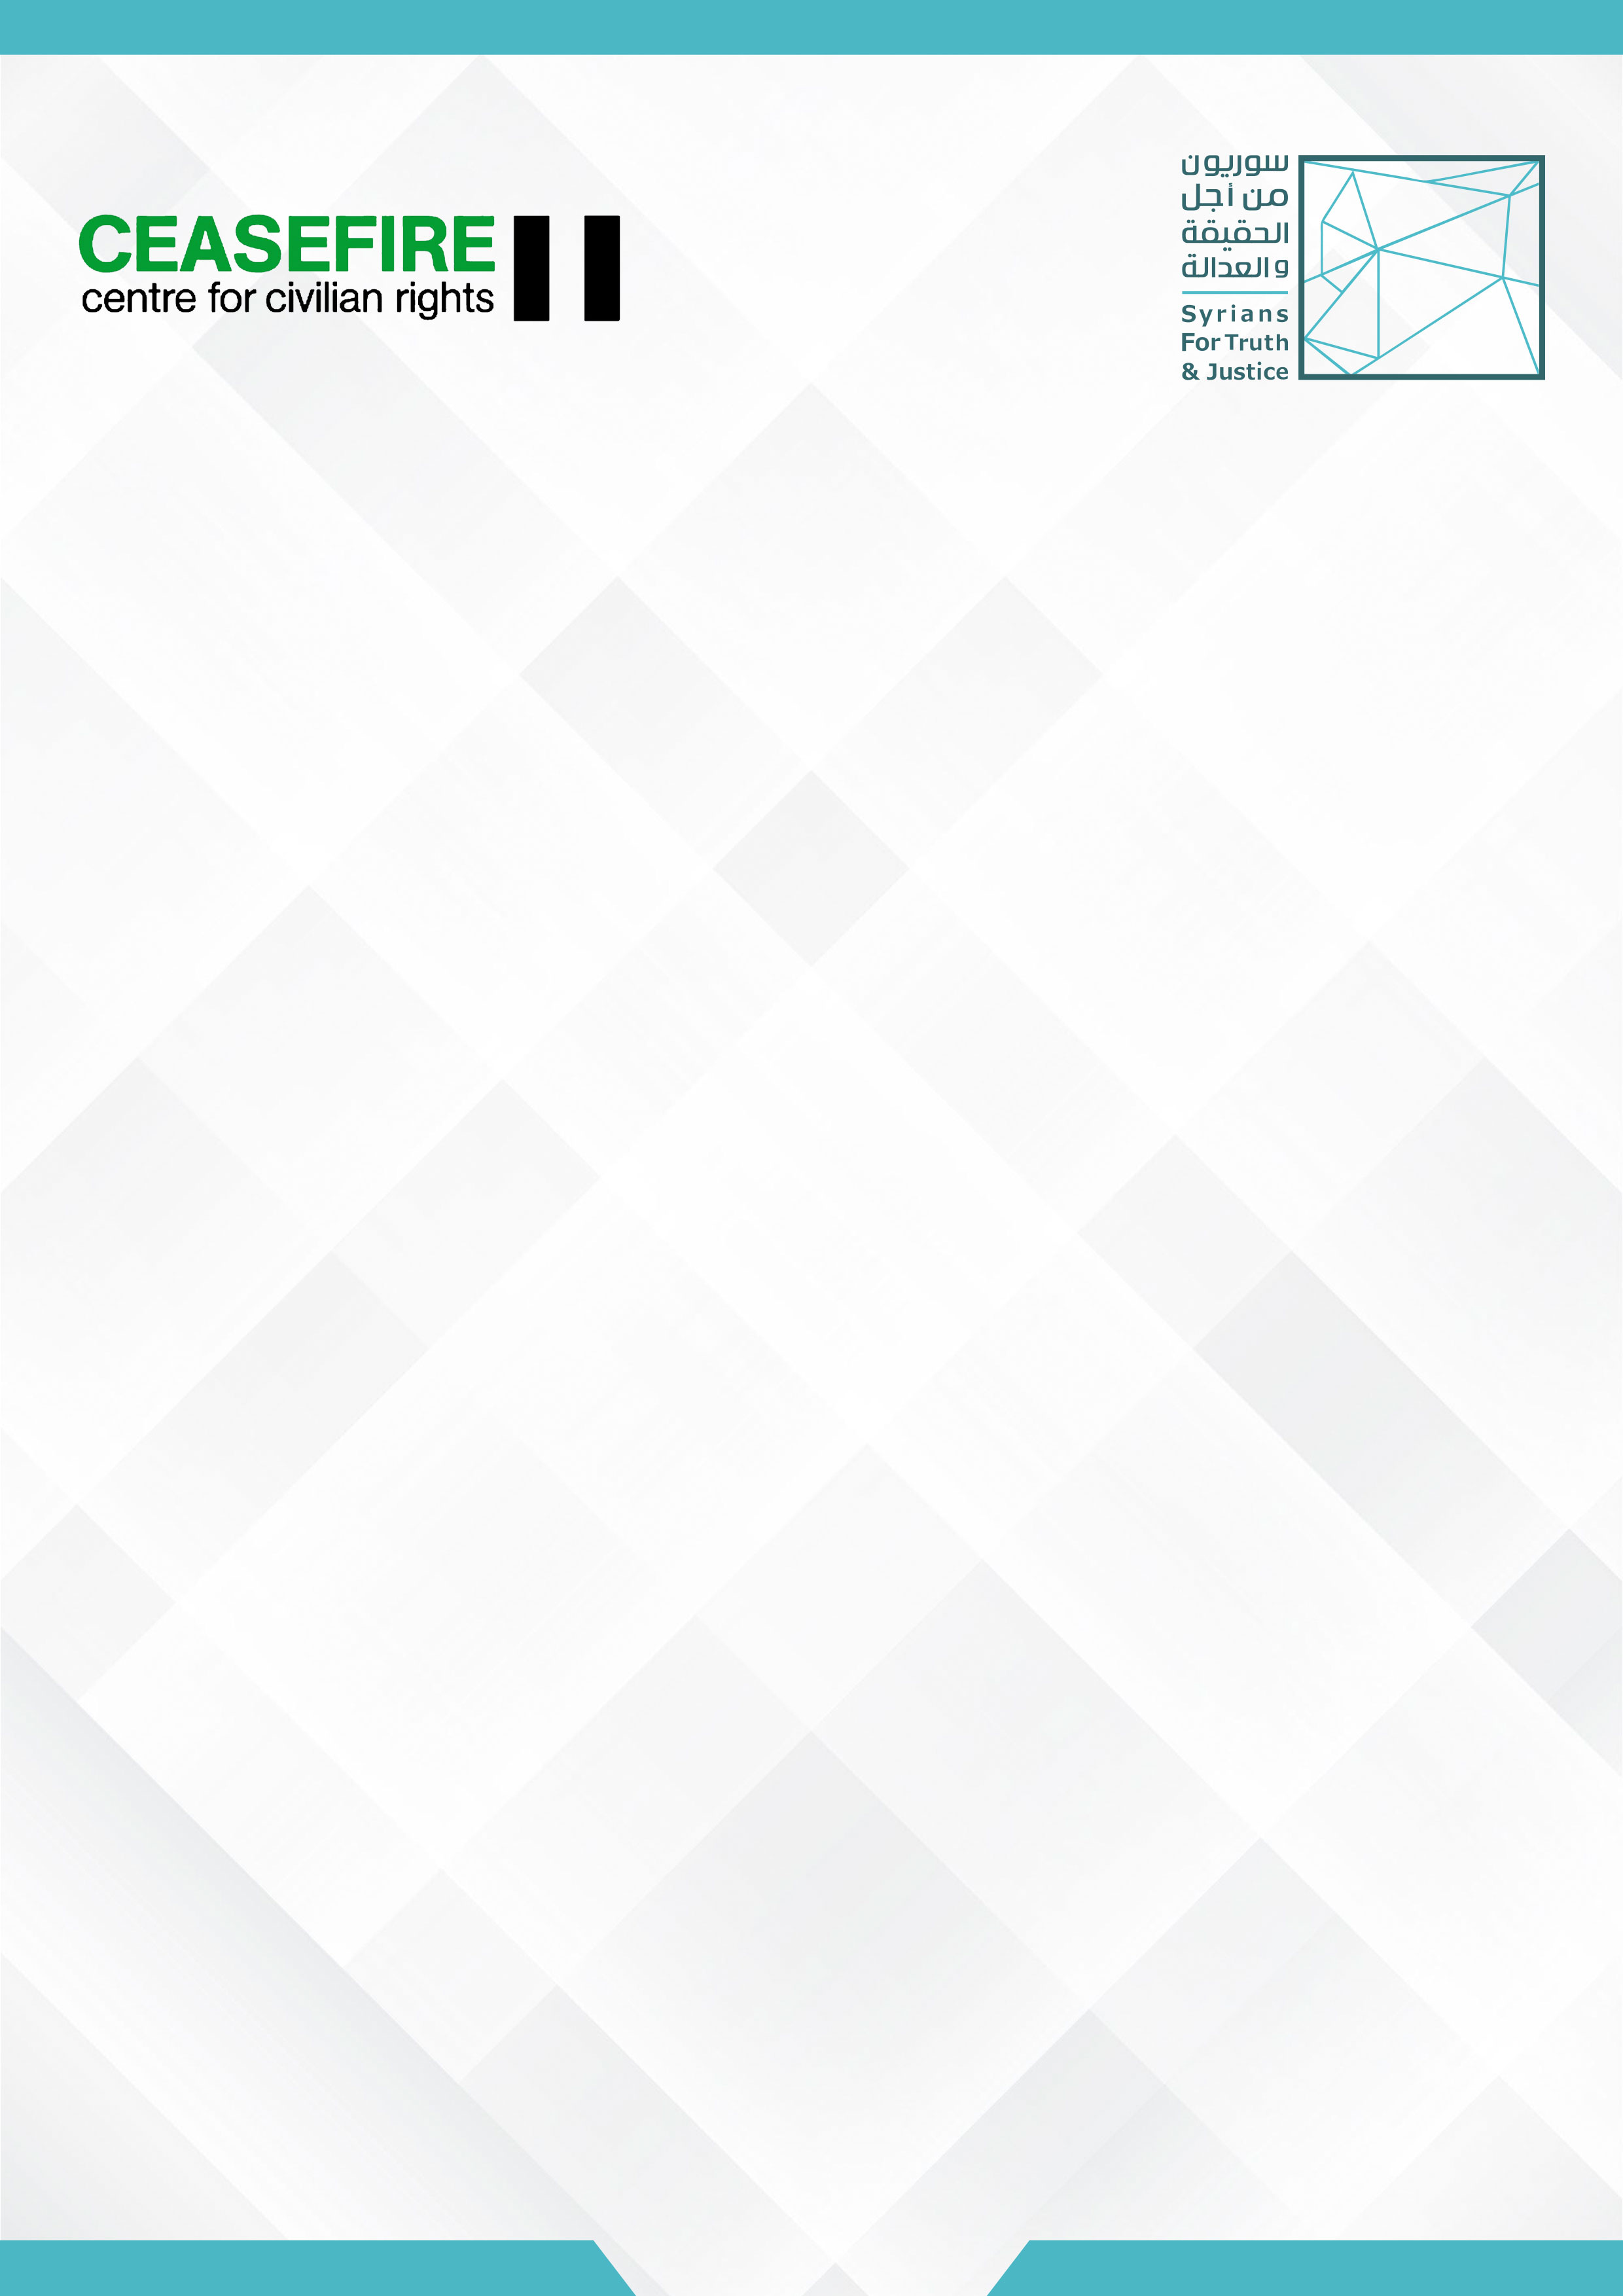 CEASEFIRE
centre for civilian rights
سوريون
من أجل
الحقيقة
والعدالة
Syrians
For Truth
& Justice